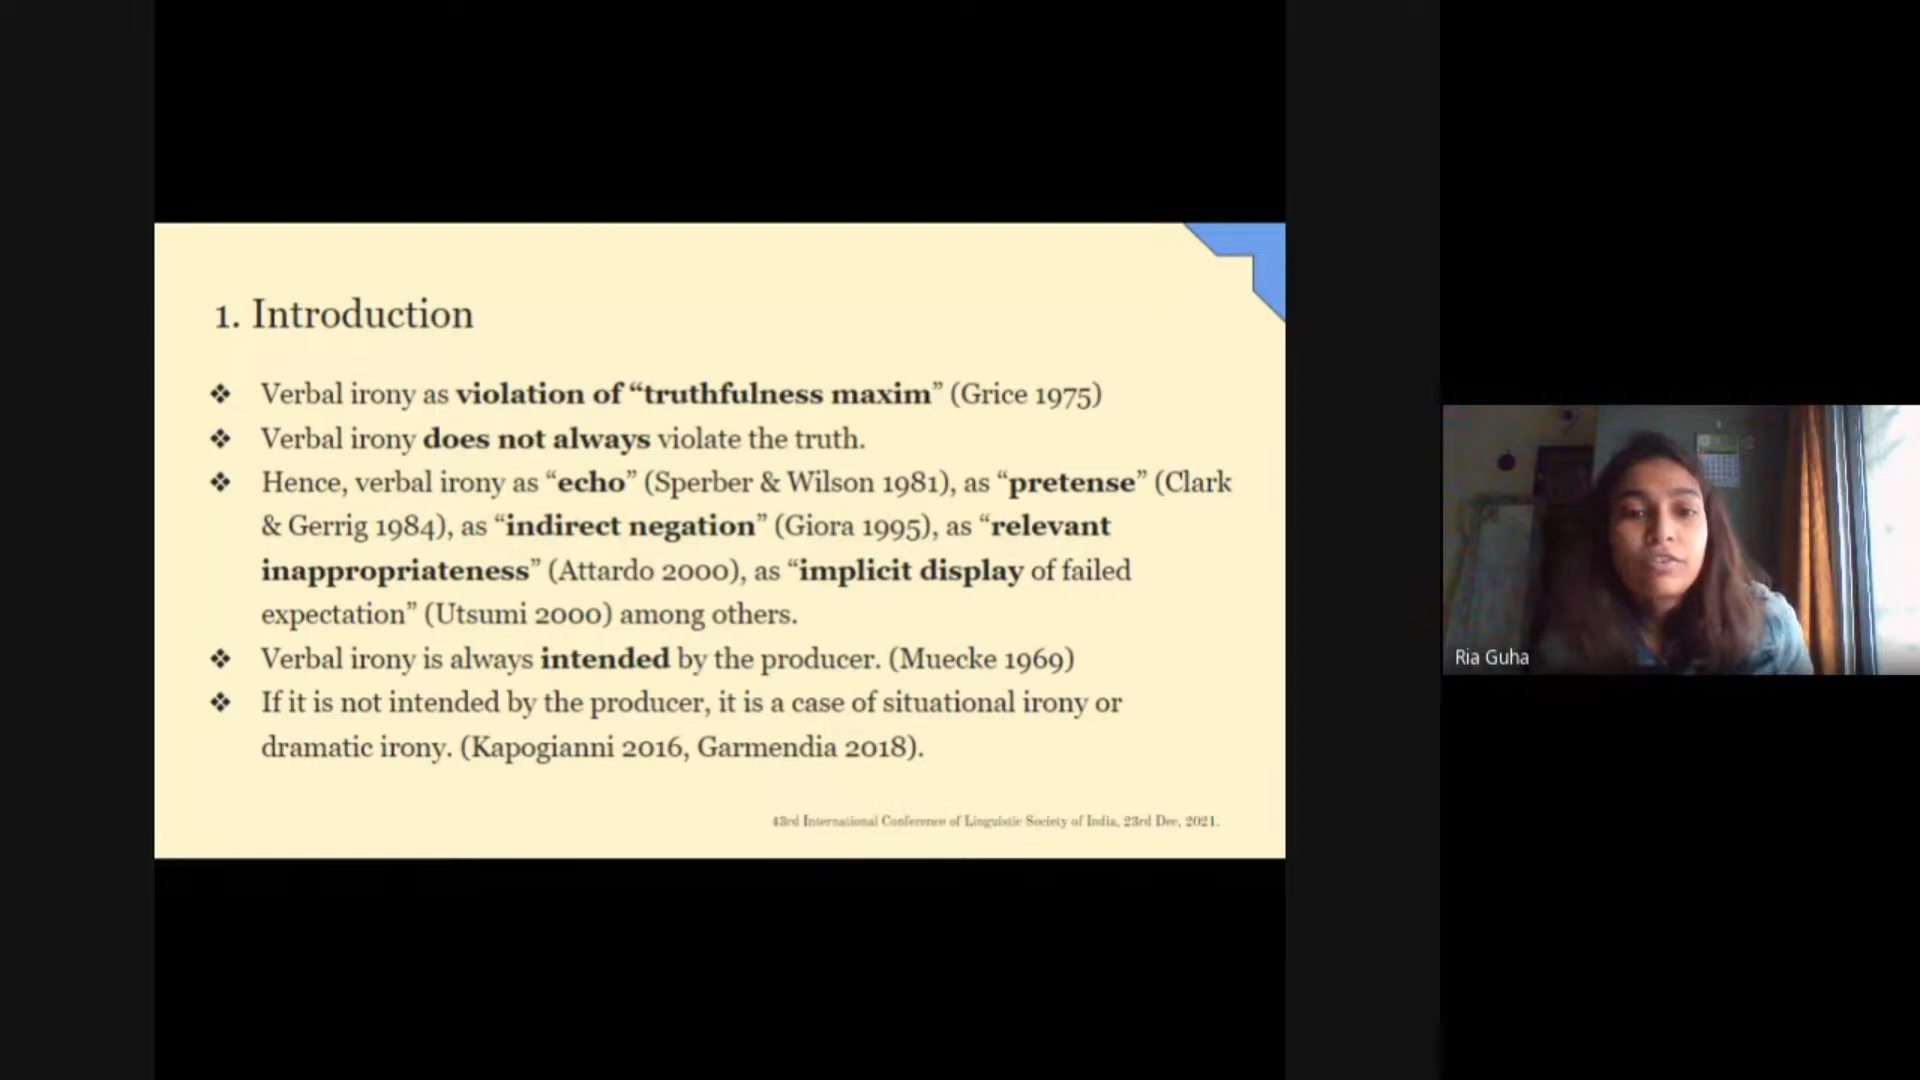 1. Introduction
❖ Verbal irony as violation of “truthfulness maxim” (Grice 1975)
❖ Verbal irony does not always violate the truth.
❖ Hence, verbal irony as “echo” (Sperber & Wilson 1981), as “pretense” (Clark
& Gerrig 1984), as “indirect negation” (Giora 1995), as “relevant
inappropriateness” (Attardo 2000), as “implicit display of failed
expectation” (Utsumi 2000) among others.
❖ Verbal irony is always intended by the producer. (Muecke 1969)
❖ If it is not intended by the producer, it is a case of situational irony or
dramatic irony. (Kapogianni 2016, Garmendia 2018).
43rd International Conference of Linguistic Society of India, 23rd Dec, 2021.
Ria Guha